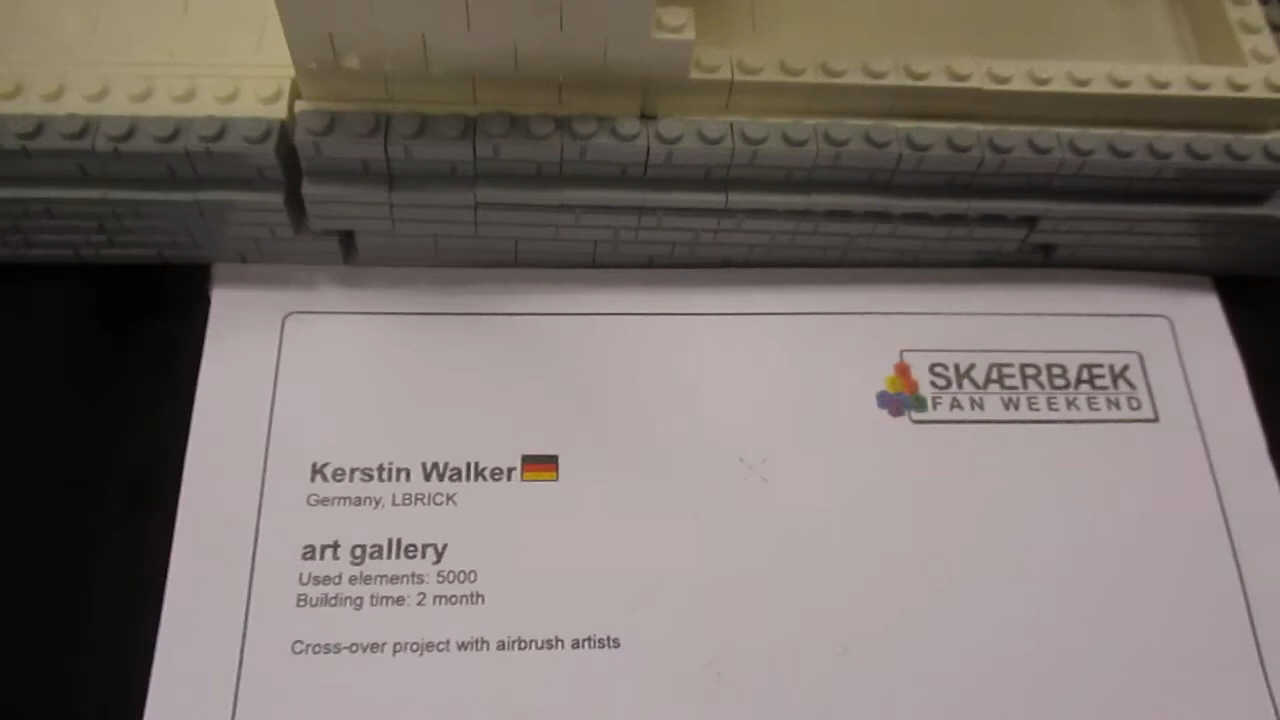 SKÆRBÆK
FAN WEEKEND
Kerstin Walker
Germany, LBRICK
art gallery
Used elements: 5000
Building time: 2 month
Cross-over project with airbrush artists